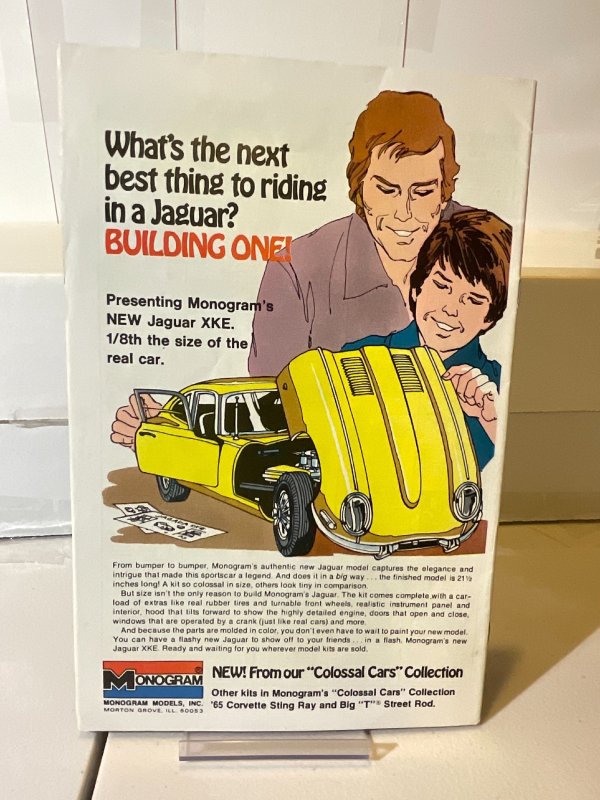 What's the next
best thing to riding
in a Jaguar?
BUILDING ONE!
Presenting Monogram's
NEW Jaguar XKE.
1/8th the size of the
real car.
From bumper to bumper, Monogram's authentic new Jaguar model captures the elegance and
intrigue that made this sportscar a legend. And does it in a big way . . . the finished model is 21½
inches long! A kit so colossal in size, others look tiny in comparison.
But size isn't the only reason to build Monogram's Jaguar. The kit comes complete with a car-
load of extras like real rubber tires and turnable front wheels, realistic instrument panel and
interior, hood that tilts forward to show the highly detailed engine, doors that open and close,
windows that are operated by a crank (just like real cars) and more.
And because the parts are molded in color, you don't even have to wait to paint your new model.
You can have a flashy new Jaguar to show off to your friends . . . in a flash. Monogram's new
Jaguar XKE. Ready and waiting for you wherever model kits are sold.
MONOGRAM®
MONOGRAM MODELS, INC.
MORTON GROVE, ILL. 60053
NEW! From our "Colossal Cars" Collection
Other kits in Monogram's "Colossal Cars" Collection
'65 Corvette Sting Ray and Big "T"® Street Rod.